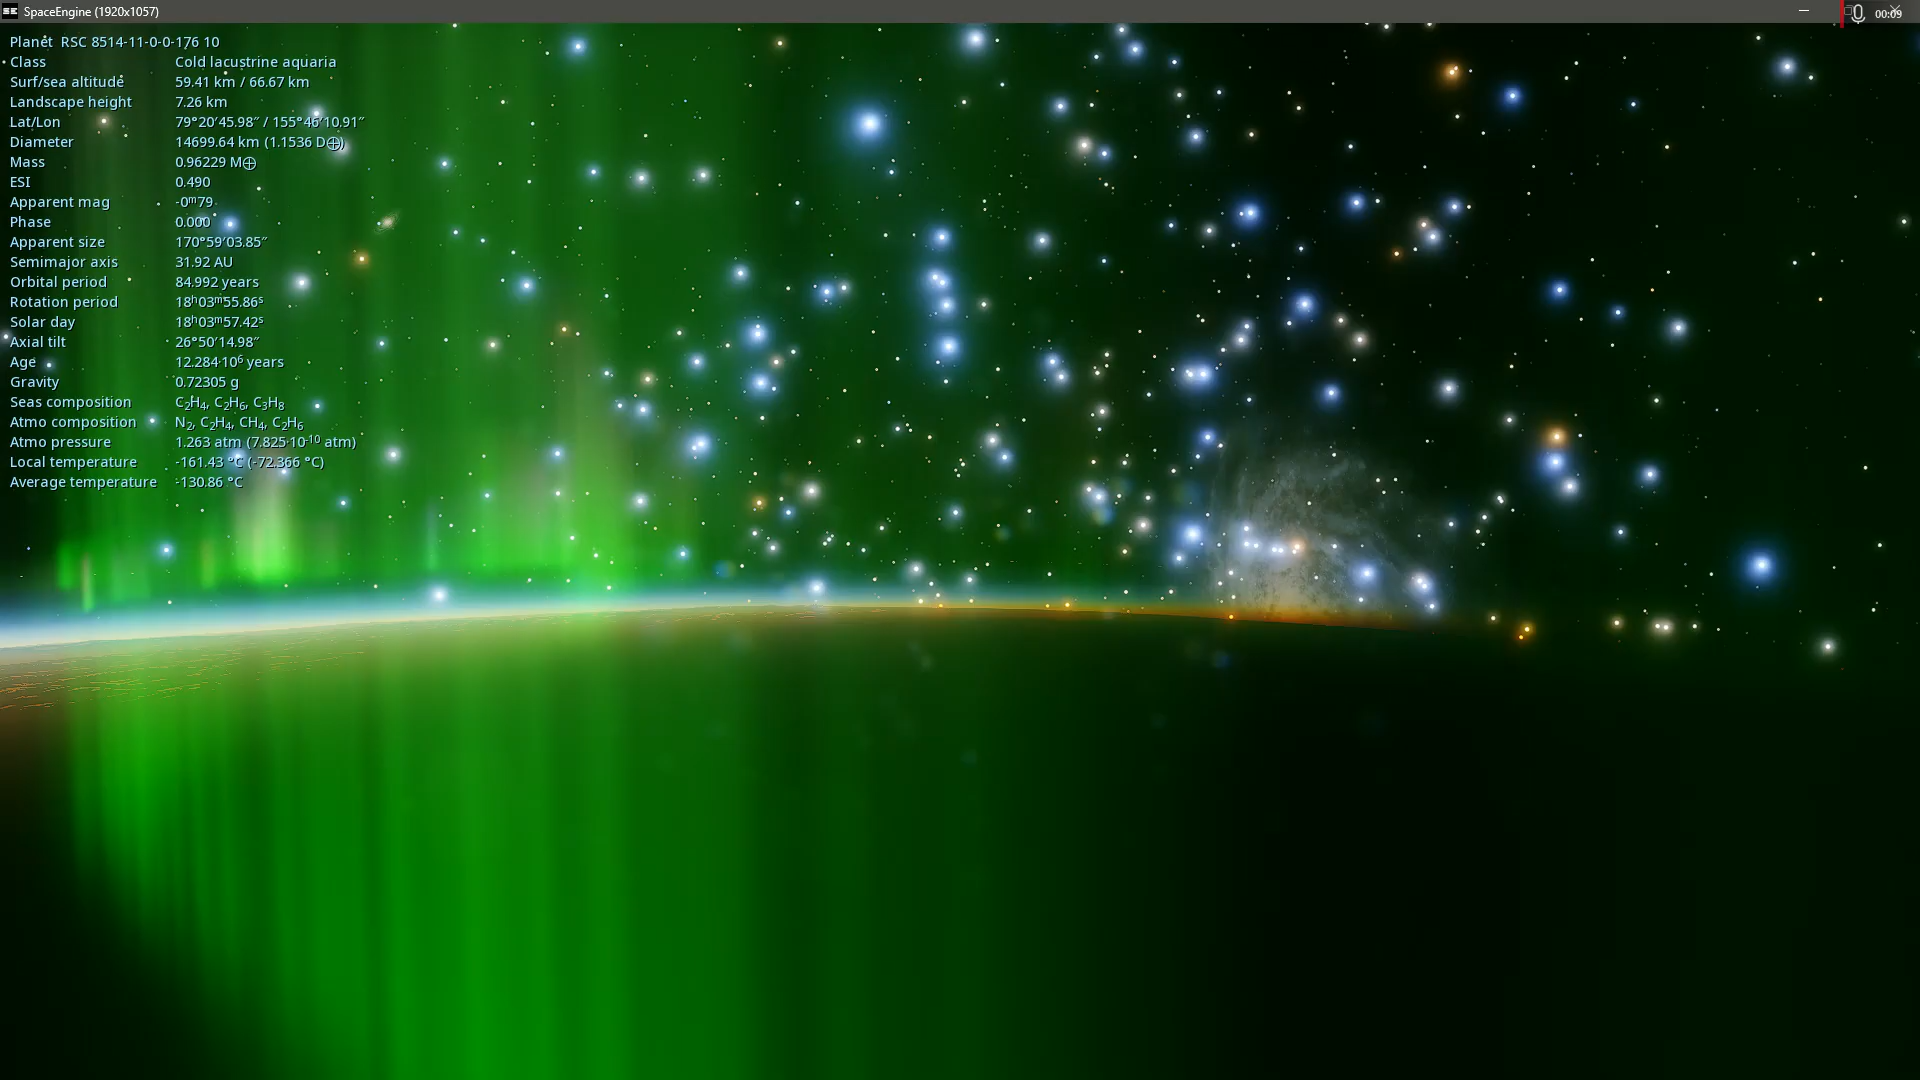 SpaceEngine (1920x1057)
00:09
Planet RSC 8514-11-0-0-176 10
Class Cold lacustrine aquaria
Surf/sea altitude 59.41 km / 66.67 km
Landscape height 7.26 km
Lat/Lon 79°20′45.98″ / 155°46′10.91″
Diameter 14699.64 km (1.1536 D⨁)
Mass 0.96229 M⨁
ESI 0.490
Apparent mag -0ᵐ79
Phase 0.000
Apparent size 170°59′03.85″
Semimajor axis 31.92 AU
Orbital period 84.992 years
Rotation period 18ʰ03ᵐ55.86ˢ
Solar day 18ʰ03ᵐ57.42ˢ
Axial tilt 26°50′14.98″
Age 12.284·10⁶ years
Gravity 0.72305 g
Seas composition C₂H₄, C₂H₆, C₃H₈
Atmo composition N₂, C₂H₄, CH₄, C₂H₆
Atmo pressure 1.263 atm (7.825·10⁻¹⁰ atm)
Local temperature -161.43 °C (-72.366 °C)
Average temperature -130.86 °C